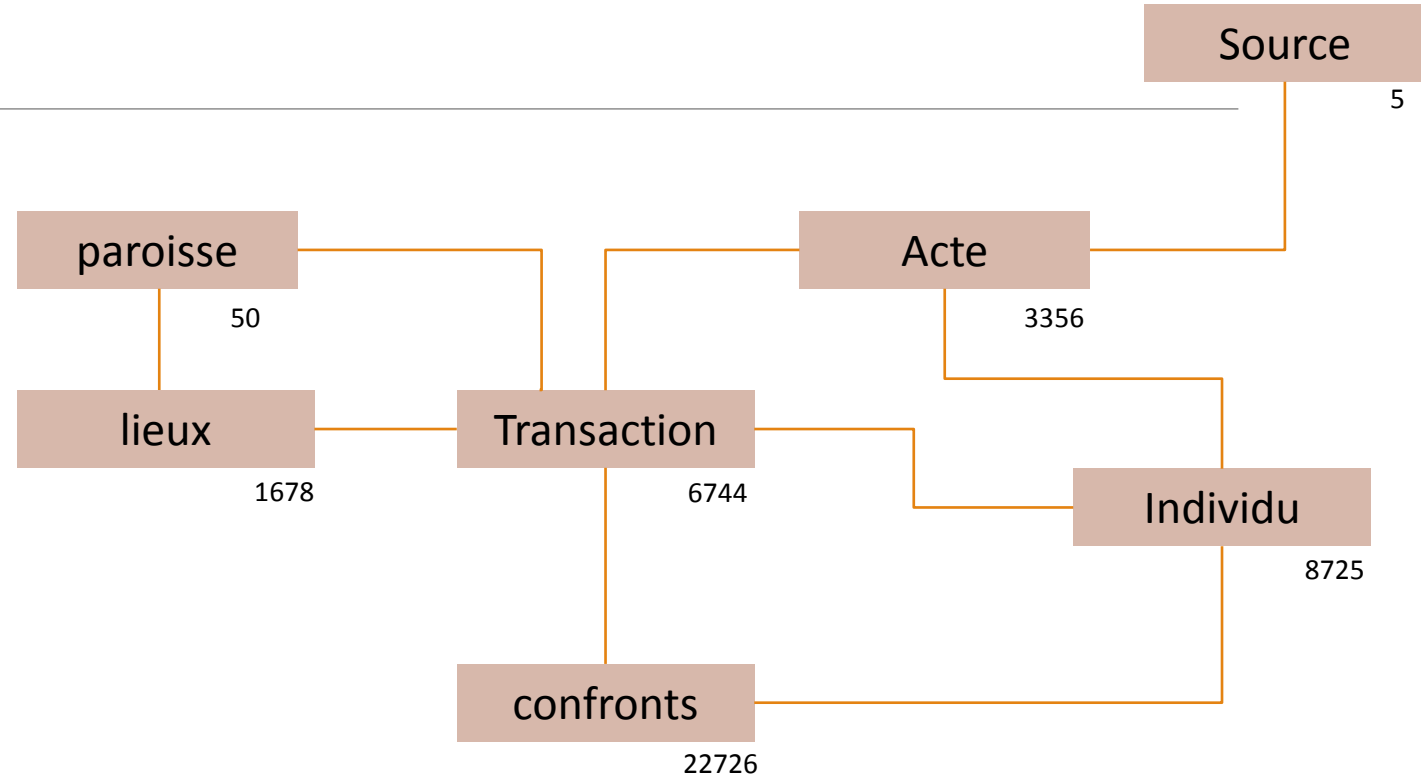 Source
5
paroisse
50
Acte
3356
lieux
1678
Transaction
6744
Individu
8725
confronts
22726